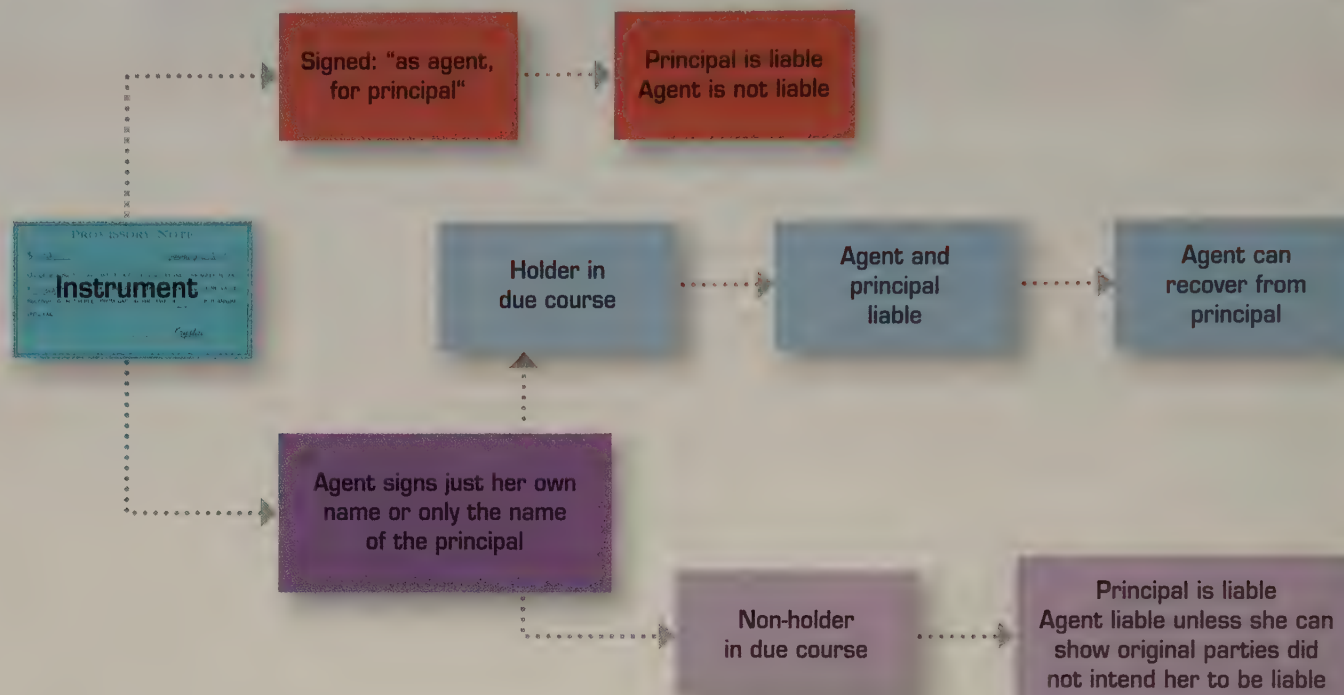 Signed: "as agent,
for principal"
Principal is liable
Agent is not liable
PROMISSORY NOTE
Instrument
Holder in
due course
Agent and
principal
liable
Agent can
recover from
principal
Agent signs just her own
name or only the name
of the principal
Non-holder
in due course
Principal is liable
Agent liable unless she can
show original parties did
not intend her to be liable